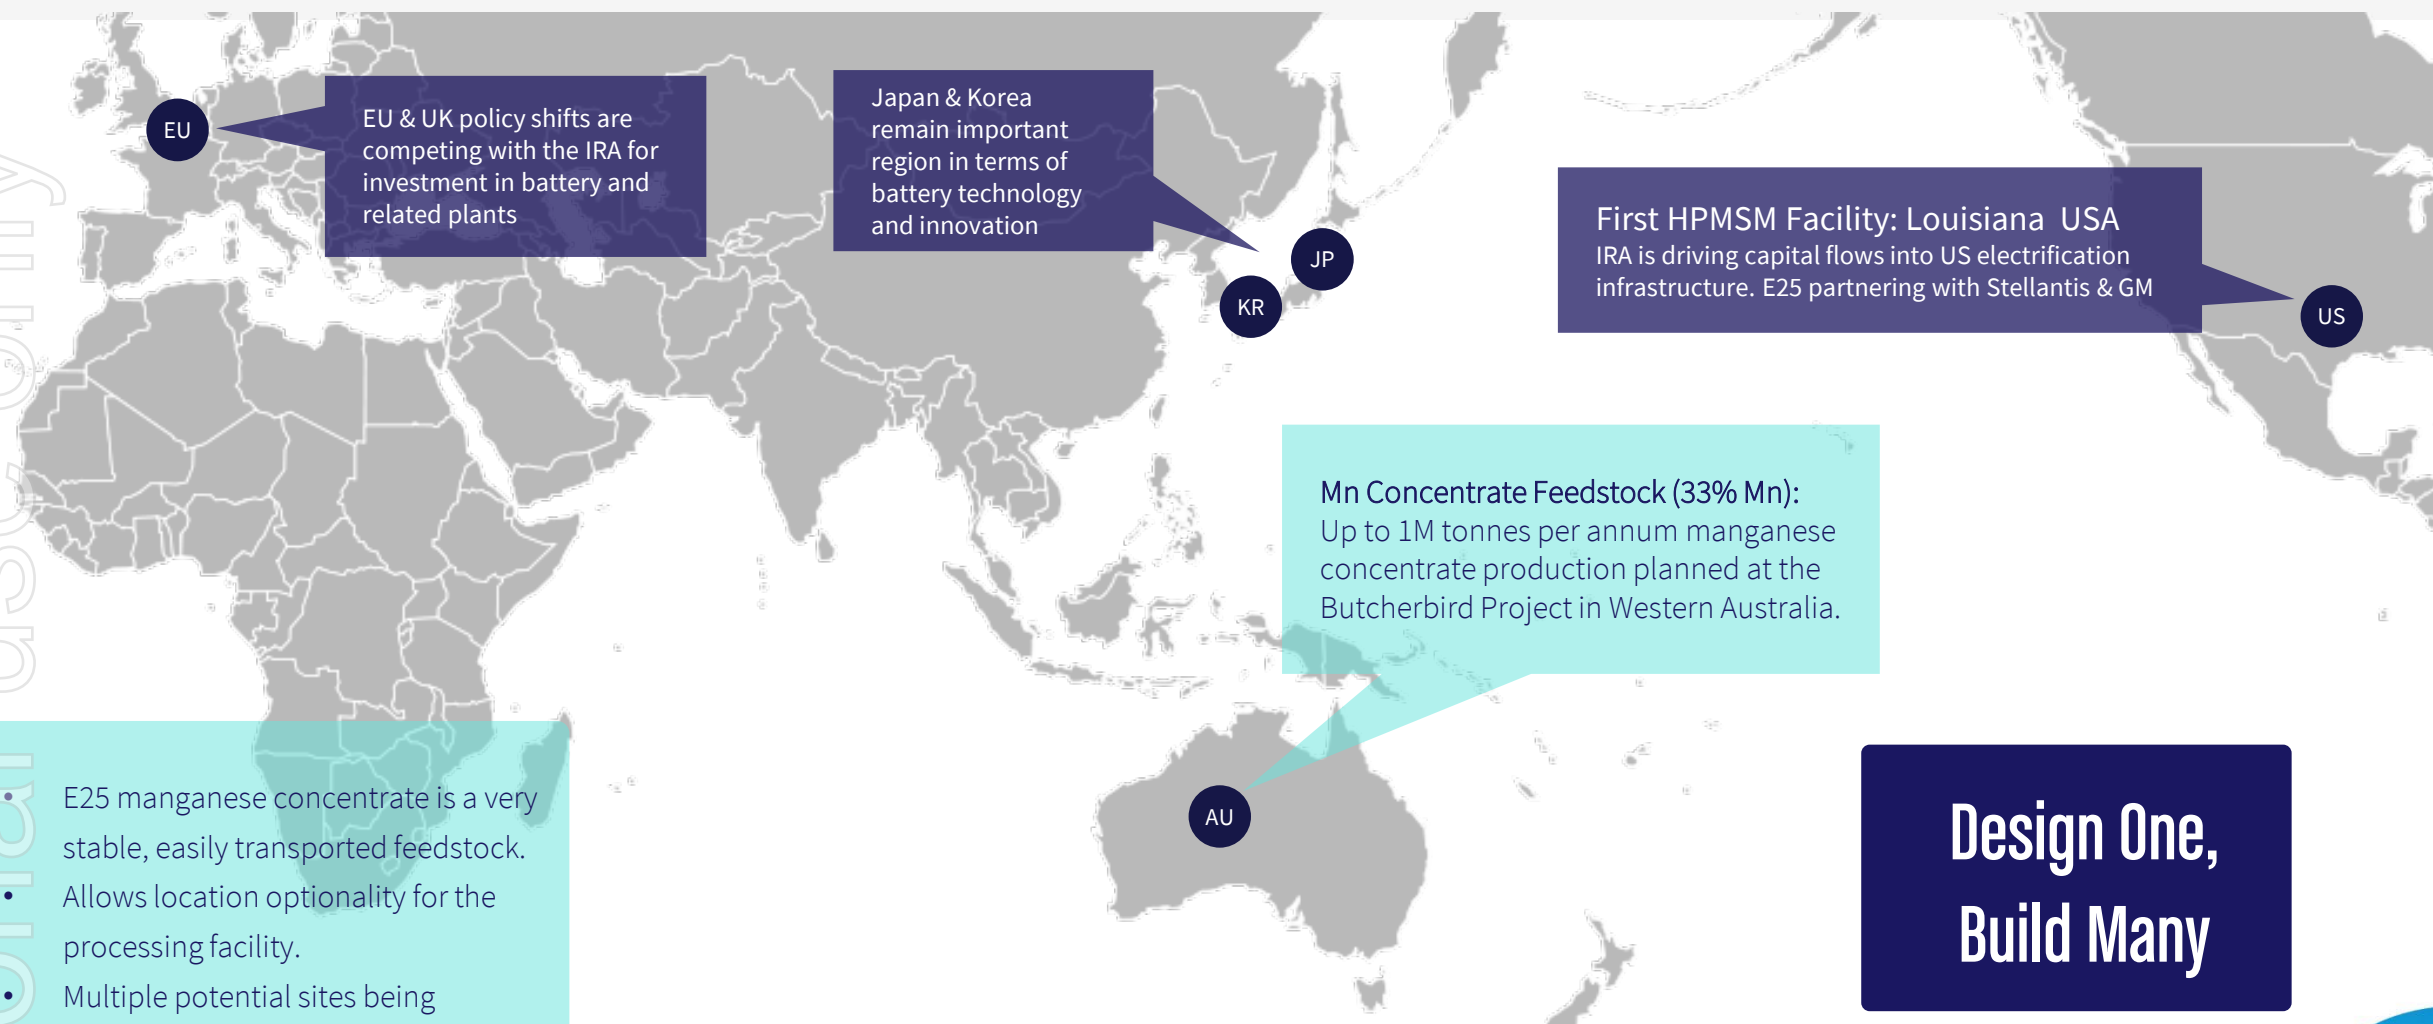 EU
EU & UK policy shifts are
competing with the IRA for
investment in battery and
related plants
Japan & Korea
remain important
region in terms of
battery technology
and innovation
JP
KR
First HPMSM Facility: Louisiana USA
IRA is driving capital flows into US electrification
infrastructure. E25 partnering with Stellantis & GM
US
Mn Concentrate Feedstock (33% Mn):
Up to 1M tonnes per annum manganese
concentrate production planned at the
Butcherbird Project in Western Australia.
AU
• E25 manganese concentrate is a very
stable, easily transported feedstock.
• Allows location optionality for the
processing facility.
• Multiple potential sites being
Design One,
Build Many